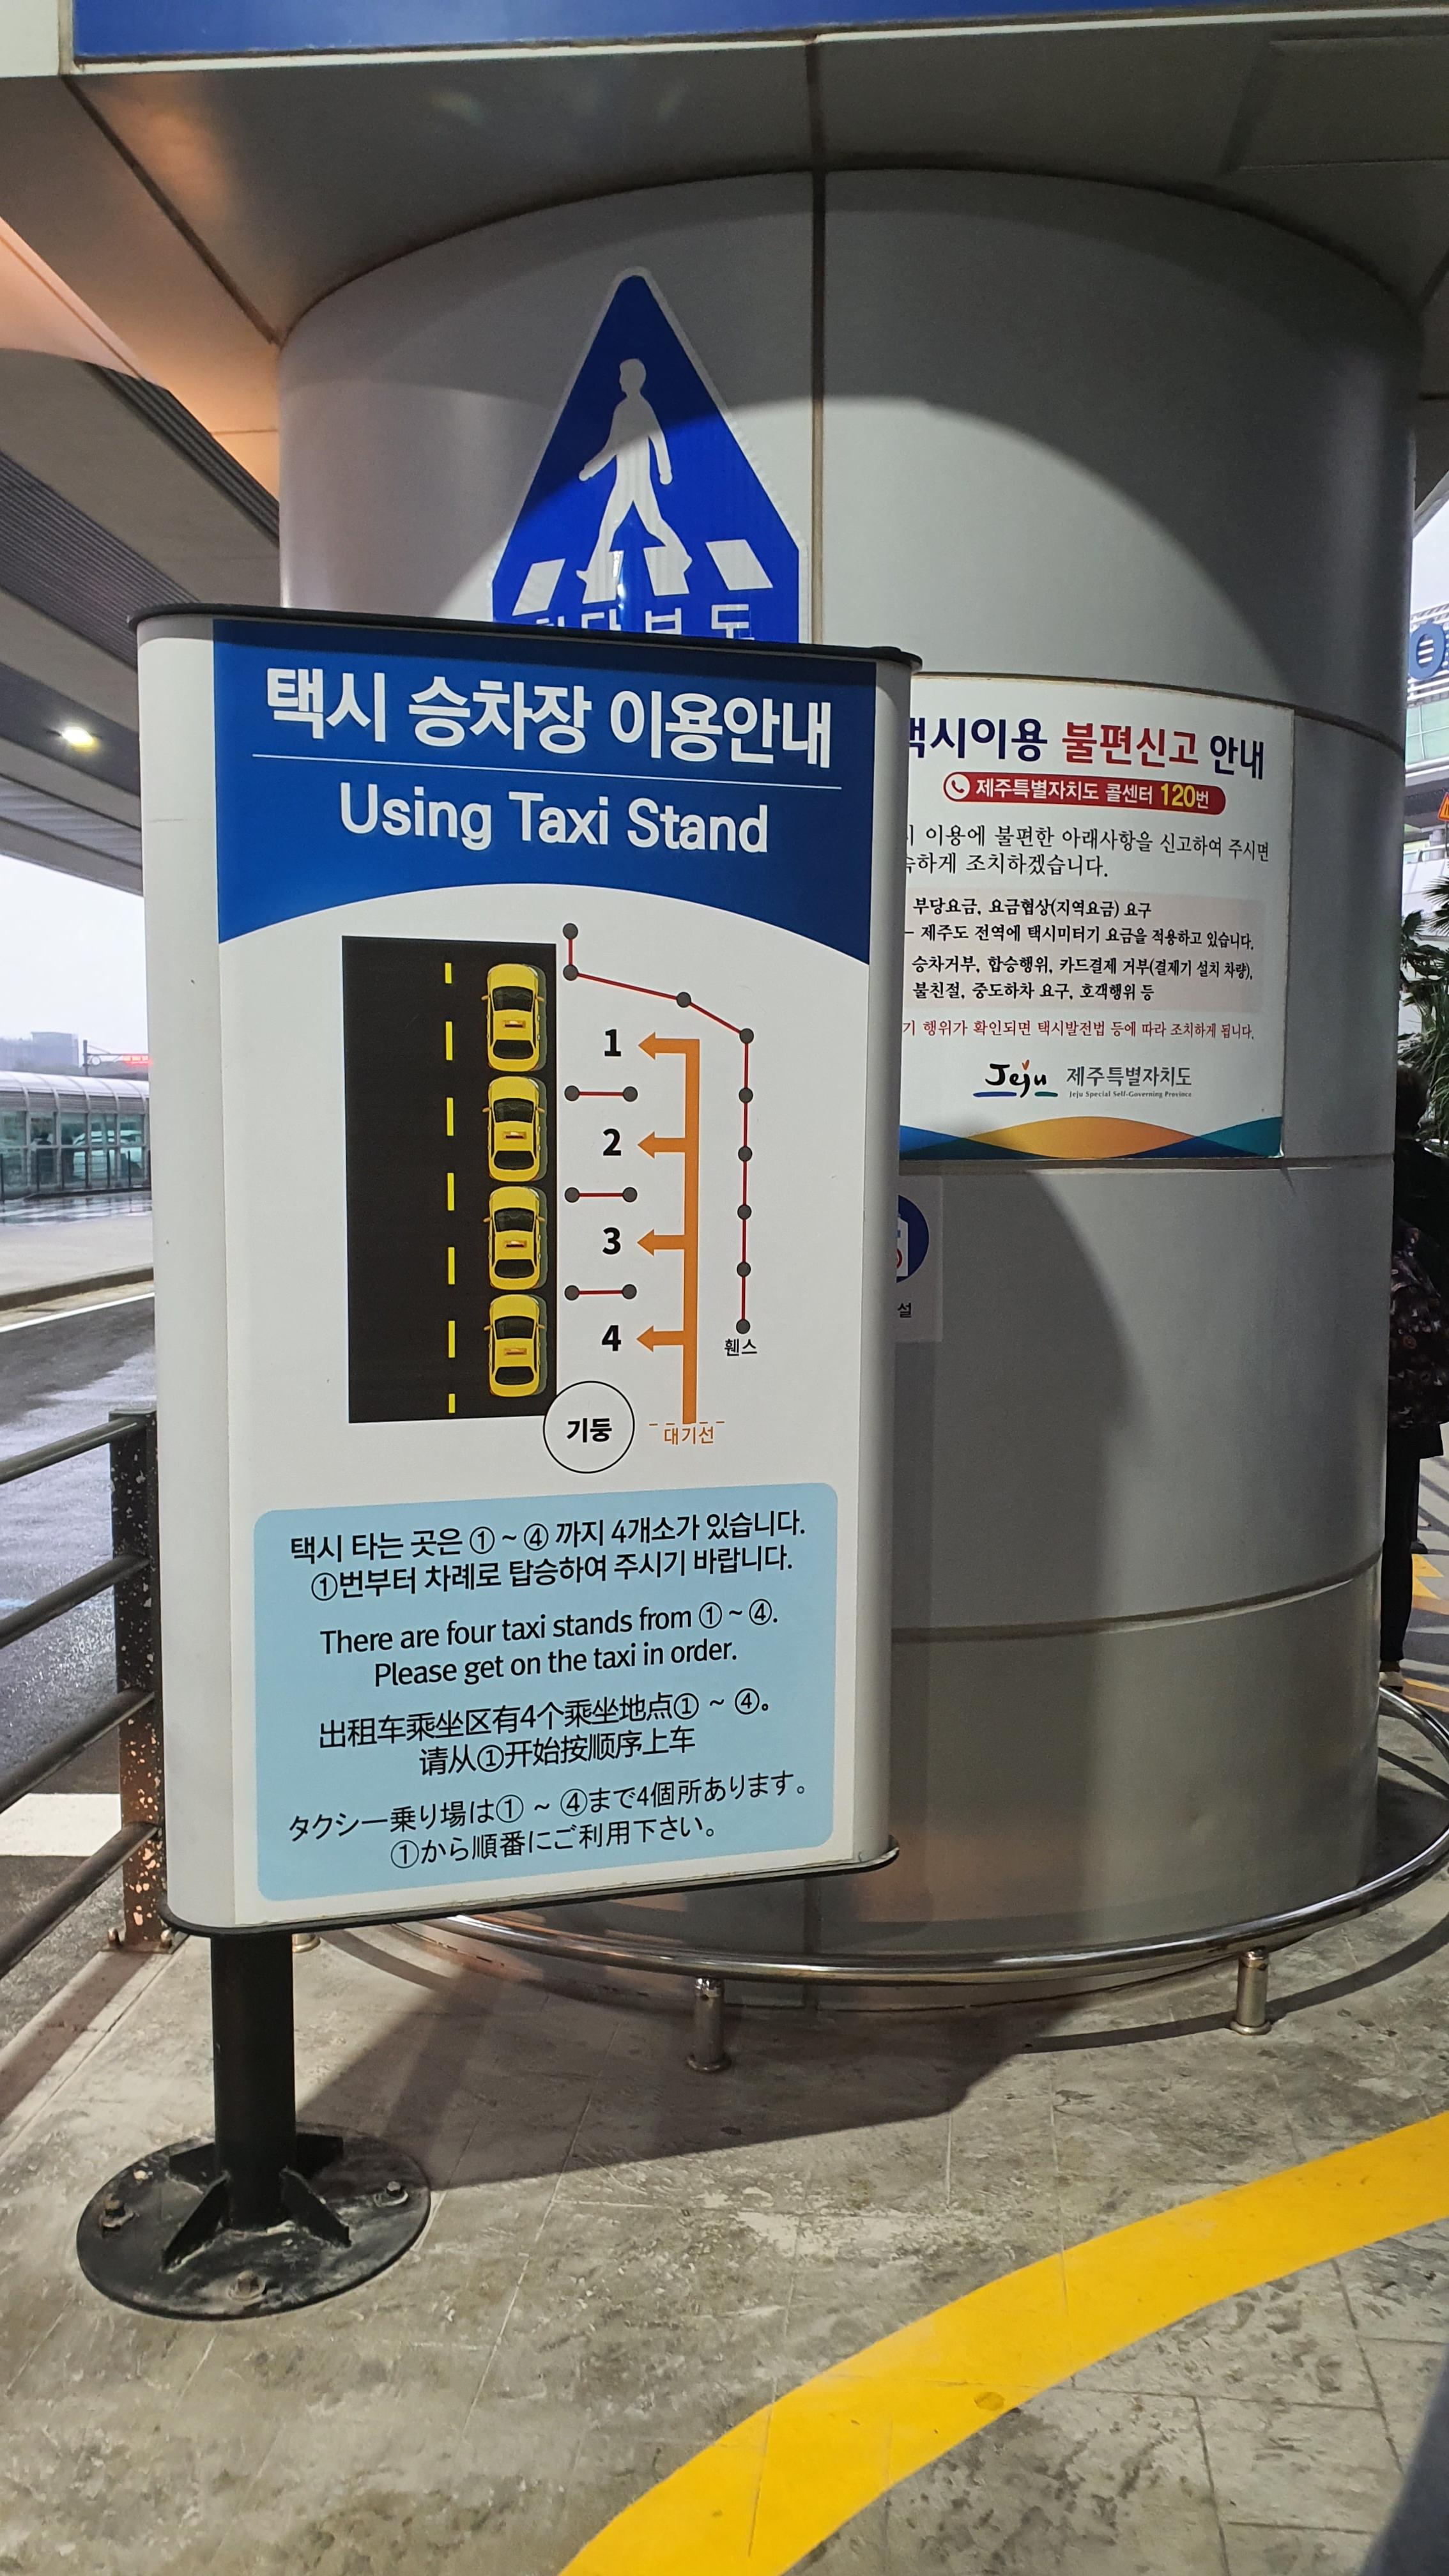 택시 승차장 이용안내
Using Taxi Stand
1
2
3
4
휀스
기둥
대기선
택시 타는 곳은 ① ~ ④ 까지 4개소가 있습니다.
①번부터 차례로 탑승하여 주시기 바랍니다.
There are four taxi stands from ① ~ ④.
Please get on the taxi in order.
出租车乘坐区有4个乘坐地点① ~ ④。
请从①开始按顺序上车
タクシー乗り場は① ~ ④まで4個所あります。
①から順番にご利用下さい。
불편신고 안내
제주특별자치도 콜센터 120번
이용에 불편한 아래사항을 신고하여 주시면
조치하겠습니다.
부당요금, 요금협상(지역요금) 요구
- 제주도 전역에 택시미터기 요금을 적용하고 있습니다.
승차거부, 합승행위, 카드결제 거부(결제기 설치 차량),
불친절, 중도하차 요구, 호객행위 등
행위가 확인되면 택시발전법 등에 따라 조치하게 됩니다.
Jeju 제주특별자치도
Jeju Special Self-Governing Province